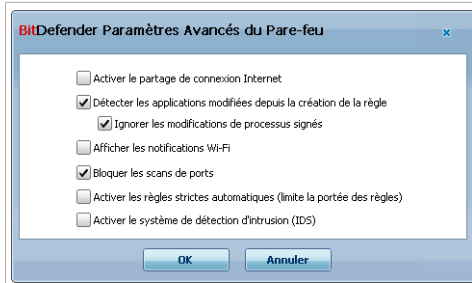 BitDefender Paramètres Avancés du Pare-feu
x
Activer le partage de connexion Internet
Détecter les applications modifiées depuis la création de la règle
Ignorer les modifications de processus signés
Afficher les notifications Wi-Fi
Bloquer les scans de ports
Activer les règles strictes automatiques (limite la portée des règles)
Activer le système de détection d'intrusion (IDS)
OK Annuler